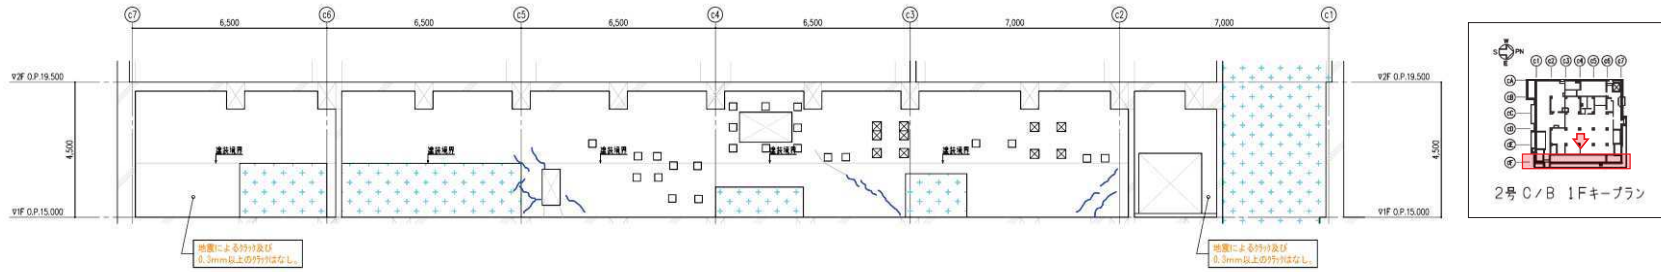 c7 c6 c5 c4 c3 c2 c1
6,500 6,500 6,500 6,500 7,000 7,000
▽2F O.P.19.500
▽2F O.P.19.500
塗装境界 塗装境界 塗装境界 塗装境界 塗装境界
4,500
4,500
▽1F O.P.15.000
▽1F O.P.15.000
地震によるクラック及び
0.3mm以上のクラックはなし。
地震によるクラック及び
0.3mm以上のクラックはなし。
W
S PN
E
c1 c2 c3 c4 c5 c6 c7
cA
cB
cC
cD
cE
cF
2号 C/B 1Fキープラン